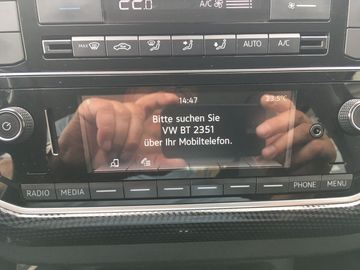 22.0
A/C
MAX
AUTO
A/C
14:47
23.5°C
Bitte suchen Sie
VW BT 2351
über Ihr Mobiltelefon.
RADIO
MEDIA
PHONE
MENU